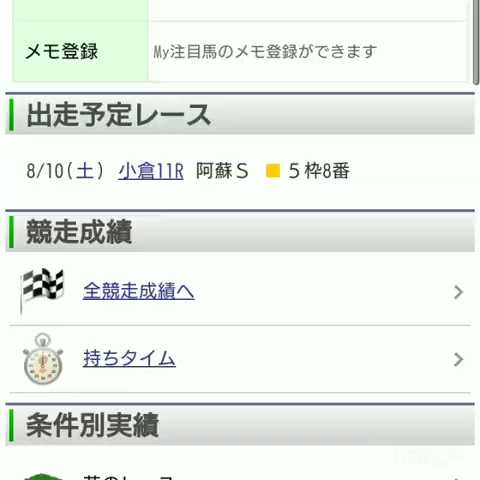 メモ登録
My注目馬のメモ登録ができます
出走予定レース
8/10(土) 小倉11R 阿蘇S 5枠8番
競走成績
全競走成績へ
持ちタイム
条件別実績